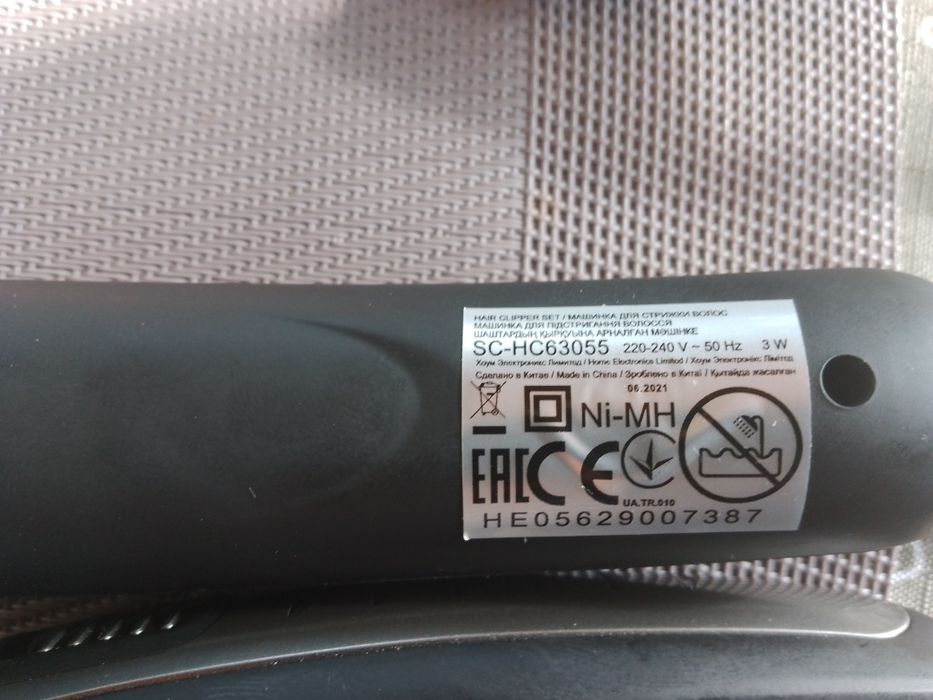 HAIR CLIPPER SET / МАШИНКА ДЛЯ СТРИЖКИ ВОЛОС
МАШИНКА ДЛЯ ПІДСТРИГАННЯ ВОЛОССЯ
ШАШТАРДЫҢ ҚЫРҚУЫНА АРНАЛҒАН МӘШІНКЕ
SC-HC63055 220-240 V ~ 50 Hz 3 W
Хоум Электроникс Лимитед / Home Electronics Limited / Хоум Электронікс Лімітед
Сделано в Китае / Made in China / Зроблено в Китаї / Қытайда жасалған
06.2021
Ni-MH
EAC CE
UA.TR.010
HE05629007387